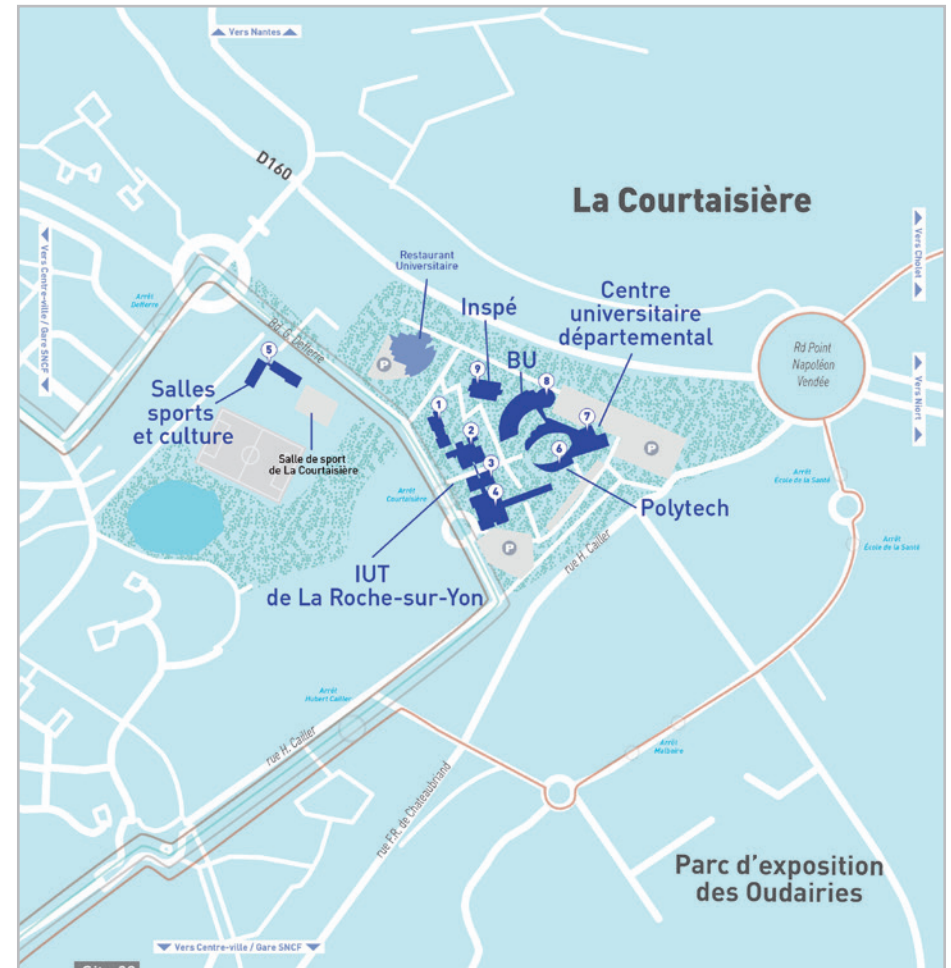 Vers Nantes
D160
La Courtaisière
Vers Centre-ville / Gare SNCF
Vers Cholet
Restaurant
Universitaire
Arrêt
Defferre
Bd. G. Defferre
Inspé
Centre
universitaire
départemental
Rd Point
Napoléon
Vendée
Vers Niort
P
5
9
BU
8
Salles
sports
et culture
1
7
2
Salle de sport
de La Courtaisière
6
P
3
Arrêt
École de la Santé
Arrêt
Courtaisière
4
Polytech
Arrêt
École de la Santé
P
rue H. Cailler
IUT
de La Roche-sur-Yon
Arrêt
Hubert Cailler
rue H. Cailler
Arrêt
Malboire
rue F.R. de Chateaubriand
Parc d'exposition
des Oudairies
Vers Centre-ville / Gare SNCF